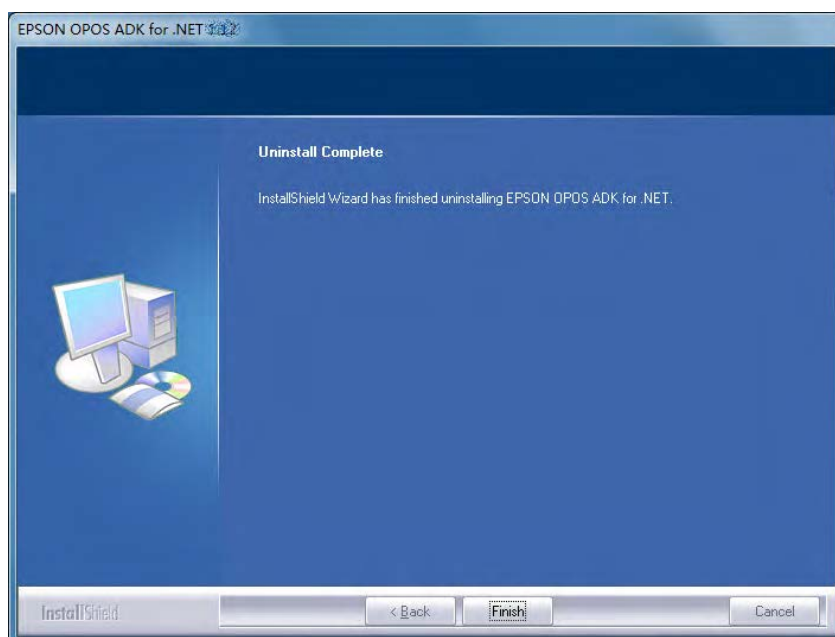 EPSON OPOS ADK for .NET
Uninstall Complete
InstallShield Wizard has finished uninstalling EPSON OPOS ADK for .NET.
InstallShield
< Back
Finish
Cancel